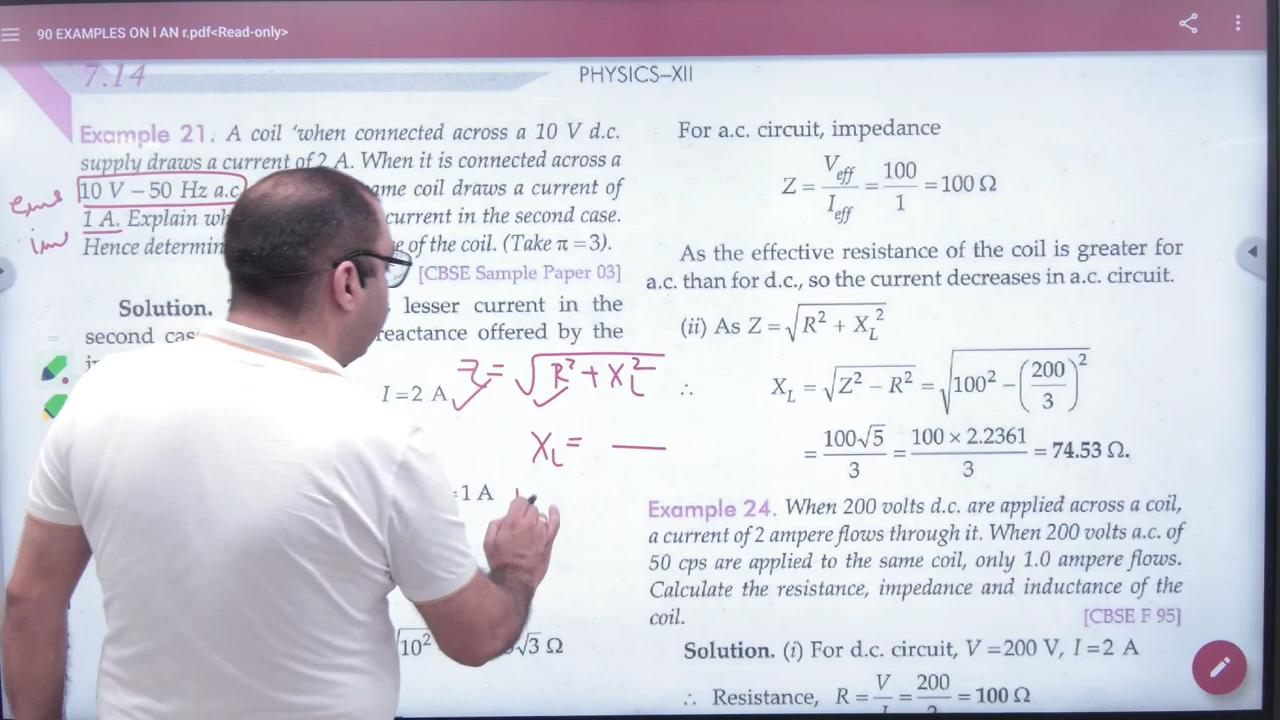 90 EXAMPLES ON l AN r.pdf<Read-only>
7.14
PHYSICS–XII
Example 21. A coil ‘when connected across a 10 V d.c.
supply draws a current of 2 A. When it is connected across a
10 V – 50 Hz a.c. same coil draws a current of
1 A. Explain current in the second case.
Hence of the coil. (Take π = 3).
[CBSE Sample Paper 03]
Solution. lesser current in the
second reactance offered by the
I = 2 A
Z = √R² + X_L²
X_L = —
= 1 A
√10² √3 Ω
For a.c. circuit, impedance
Z = V_eff / I_eff = 100 / 1 = 100 Ω
As the effective resistance of the coil is greater for
a.c. than for d.c., so the current decreases in a.c. circuit.
(ii) As Z = √R² + X_L²
∴ X_L = √Z² – R² = √100² – (200/3)²
= 100√5 / 3 = 100 × 2.2361 / 3 = 74.53 Ω.
Example 24. When 200 volts d.c. are applied across a coil,
a current of 2 ampere flows through it. When 200 volts a.c. of
50 cps are applied to the same coil, only 1.0 ampere flows.
Calculate the resistance, impedance and inductance of the
coil. [CBSE F 95]
Solution. (i) For d.c. circuit, V = 200 V, I = 2 A
∴ Resistance, R = V / I = 200 / 2 = 100 Ω